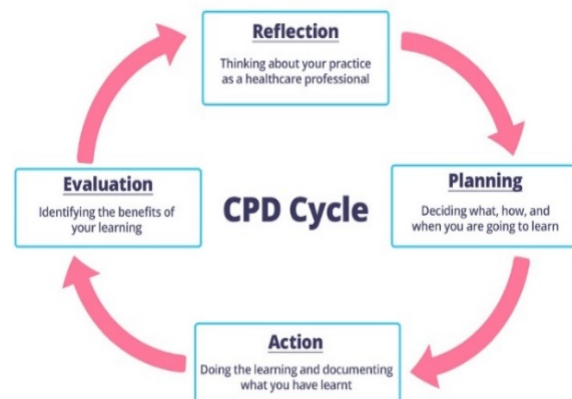 Reflection
Thinking about your practice
as a healthcare professional
Evaluation
Identifying the benefits of
your learning
CPD Cycle
Planning
Deciding what, how, and
when you are going to learn
Action
Doing the learning and documenting
what you have learnt